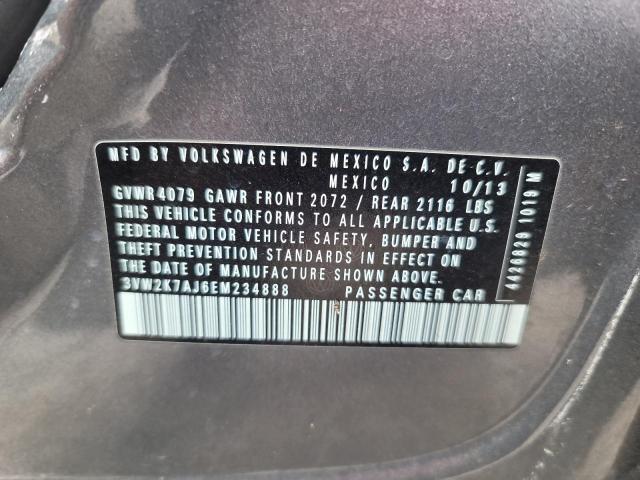 MFD BY VOLKSWAGEN DE MEXICO S.A. DE C.V.
MEXICO 10/13
GVWR4079 GAWR FRONT 2072 / REAR 2116 LBS
THIS VEHICLE CONFORMS TO ALL APPLICABLE U.S.
FEDERAL MOTOR VEHICLE SAFETY, BUMPER AND
THEFT PREVENTION STANDARDS IN EFFECT ON
THE DATE OF MANUFACTURE SHOWN ABOVE.
3VW2K7AJ6EM234888 PASSENGER CAR
4428829 1019 M